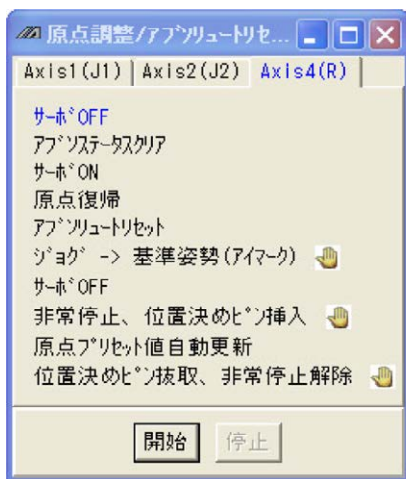 原点調整/アブソリュートリセ...
Axis1(J1) Axis2(J2) Axis4(R)
サーボOFF
アブソステータスクリア
サーボON
原点復帰
アブソリュートリセット
ジョグ -> 基準姿勢(アイマーク)
サーボOFF
非常停止、位置決めピン挿入
原点プリセット値自動更新
位置決めピン抜取、非常停止解除
開始 停止